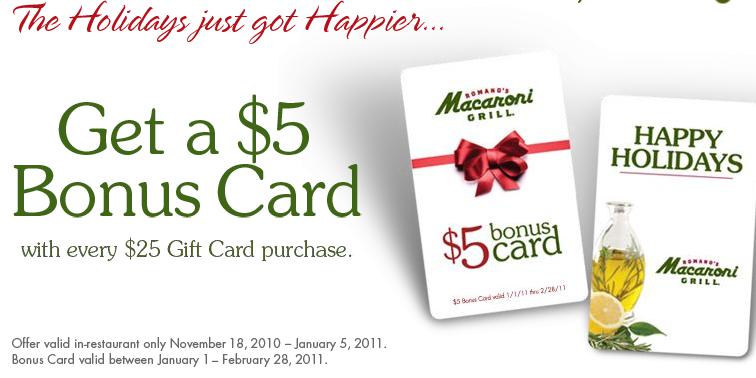 The Holidays just got Happier...
Get a $5
Bonus Card
with every $25 Gift Card purchase.
Offer valid in-restaurant only November 18, 2010 – January 5, 2011.
Bonus Card valid between January 1 – February 28, 2011.
ROMANO'S
Macaroni
GRILL.
$5 bonus
card
$5 Bonus Card valid 1/1/11 thru 2/28/11
HAPPY
HOLIDAYS
ROMANO'S
Macaroni
GRILL.